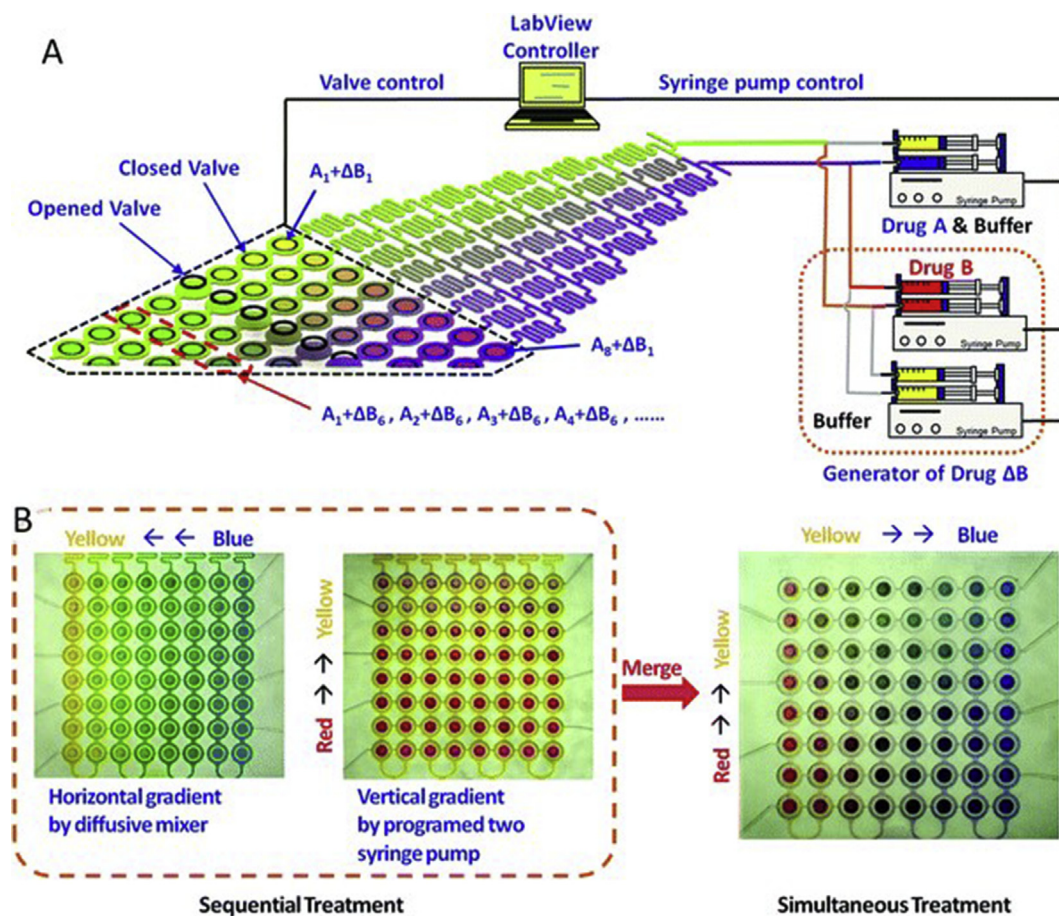 A
LabView
Controller
Valve control
Syringe pump control
Closed Valve
A₁+ΔB₁
Opened Valve
Syringe Pump
Drug A & Buffer
Drug B
Syringe Pump
A₈+ΔB₁
A₁+ΔB₆ , A₂+ΔB₆ , A₃+ΔB₆ , A₄+ΔB₆ , ......
Buffer
Syringe Pump
Generator of Drug ΔB
B
Yellow ← ← Blue
Red → → → Yellow
Horizontal gradient
by diffusive mixer
Vertical gradient
by programed two
syringe pump
Merge
Yellow → → Blue
Red → → → Yellow
Sequential Treatment
Simultaneous Treatment